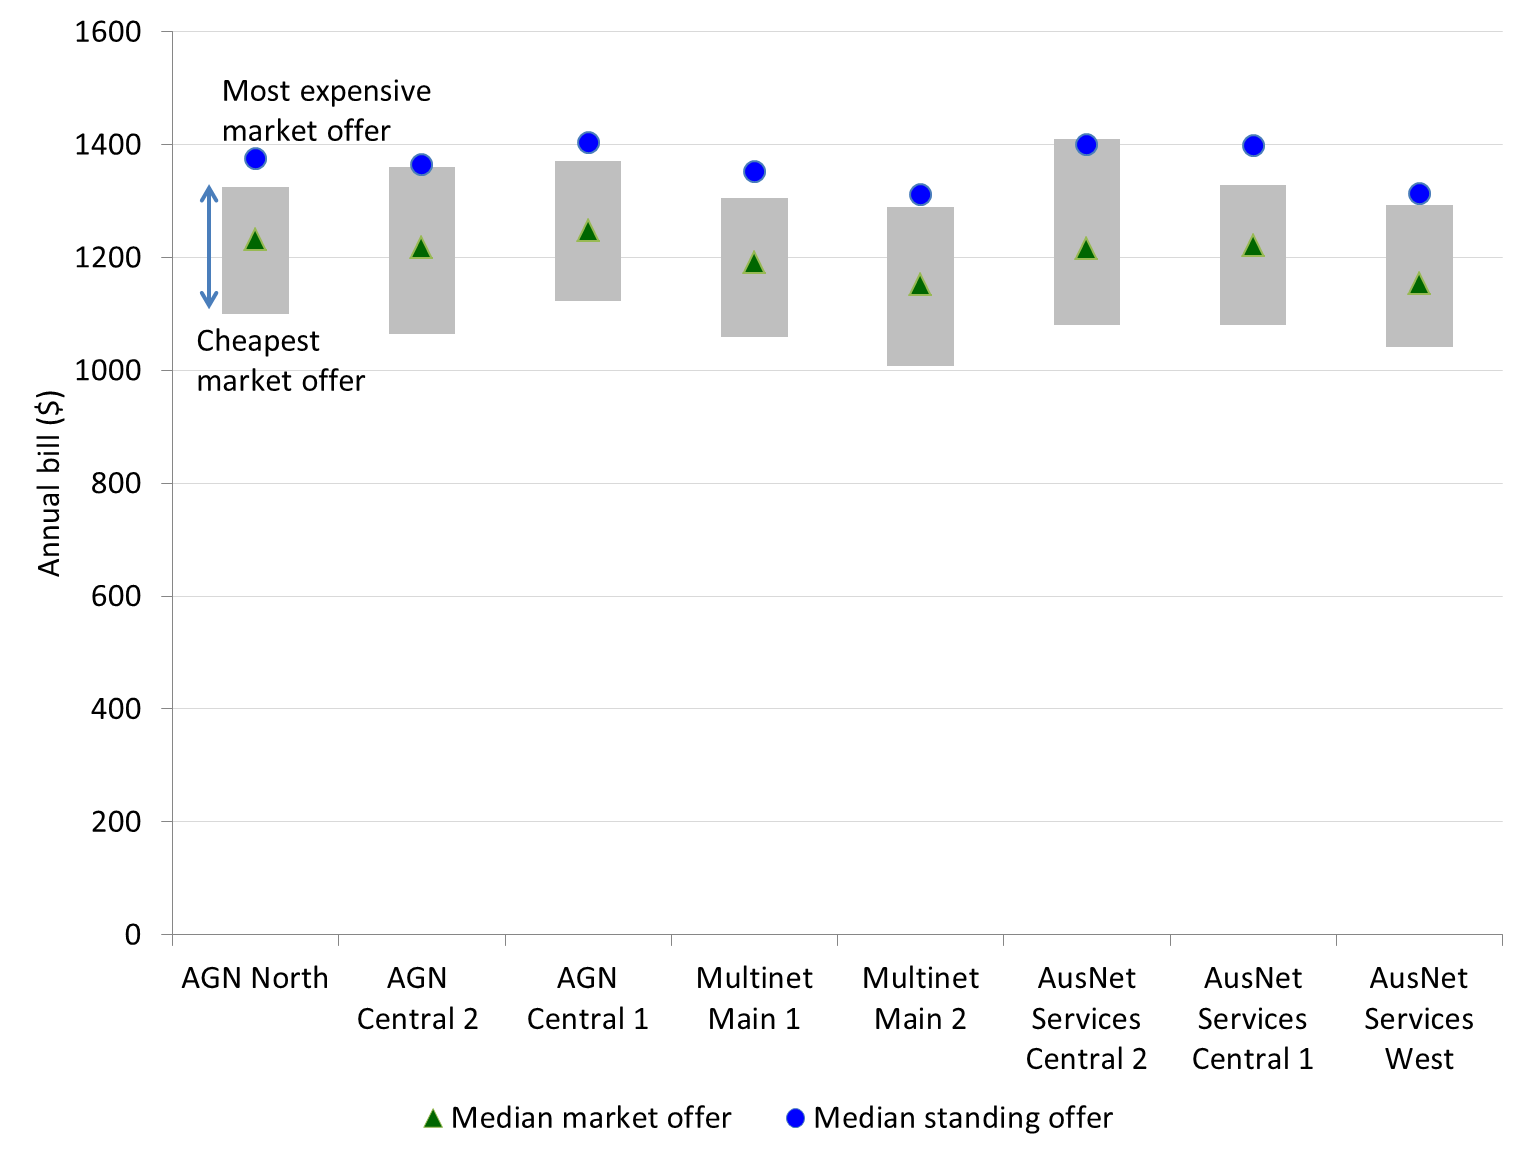 1600
Most expensive
market offer
1400
1200
Cheapest
market offer
1000
Annual bill ($)
800
600
400
200
0
AGN North
AGN
Central 2
AGN
Central 1
Multinet
Main 1
Multinet
Main 2
AusNet
Services
Central 2
AusNet
Services
Central 1
AusNet
Services
West
Median market offer
Median standing offer